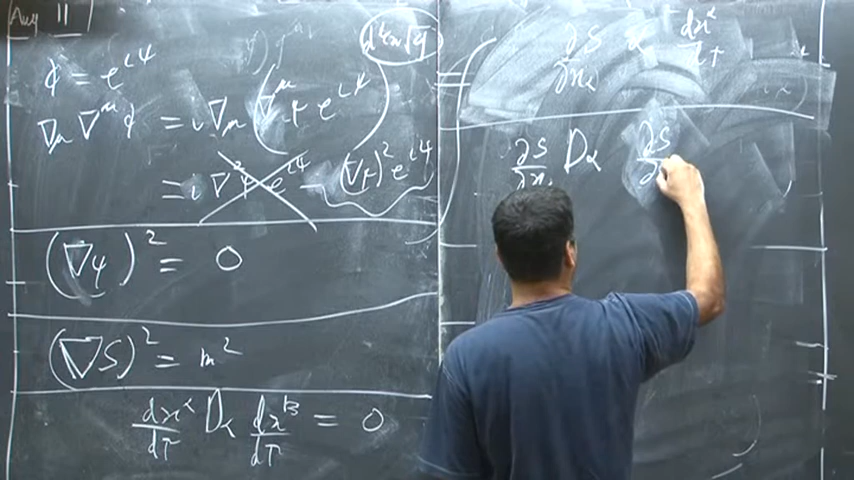 Aug 11
ϕ = e^{iψ}
∇_μ ∇^μ ϕ = i ∇_μ (∇^μ ψ e^{iψ})
= i ∇² ψ e^{iψ} - (∇ψ)² e^{iψ}
(∇ψ)² = 0
(∇S)² = m²
dx^α/dτ D_α dx^β/dτ = 0
∂S/∂x_α α dx^α/dτ
∂S/∂x_α D_α ∂S/∂